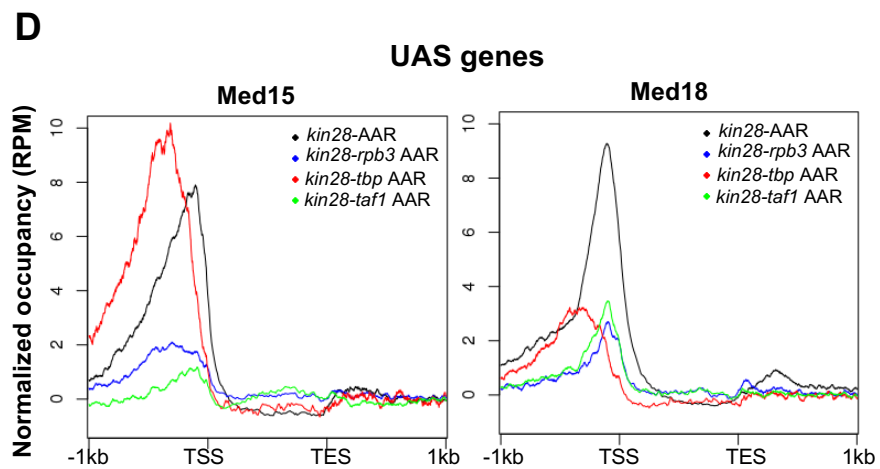 D
UAS genes
Med15
Med18
Normalized occupancy (RPM)
10
8
6
4
2
0
kin28-AAR
kin28-rpb3 AAR
kin28-tbp AAR
kin28-taf1 AAR
-1kb
TSS
TES
1kb
10
8
6
4
2
0
kin28-AAR
kin28-rpb3 AAR
kin28-tbp AAR
kin28-taf1 AAR
-1kb
TSS
TES
1kb